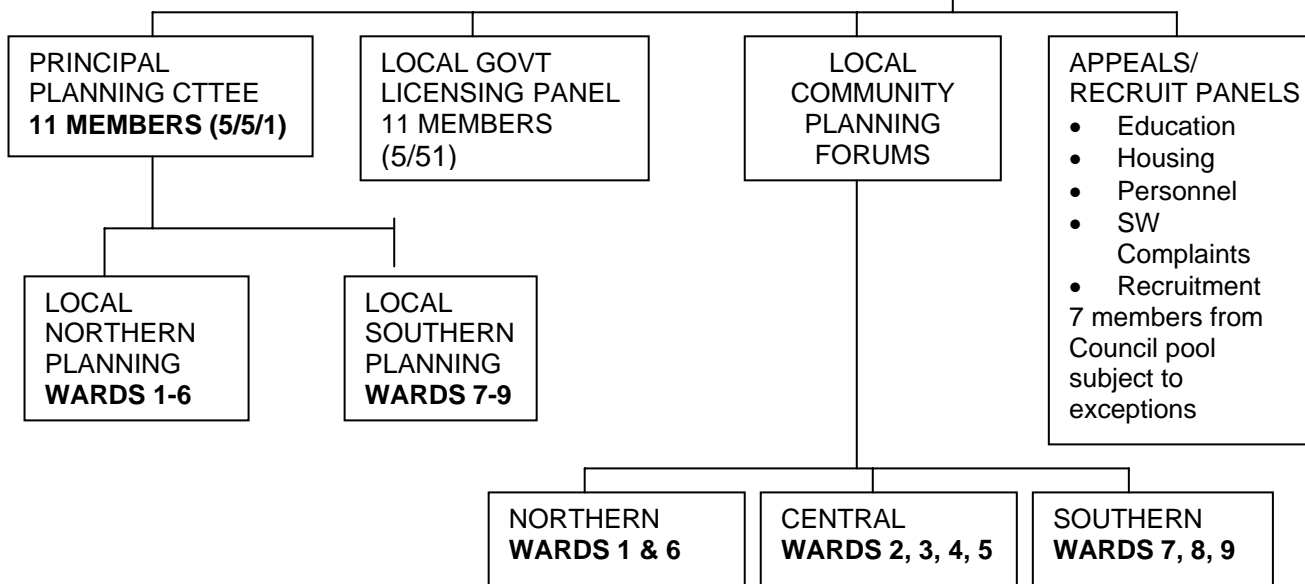 PRINCIPAL
PLANNING CTTEE
11 MEMBERS (5/5/1)
LOCAL GOVT
LICENSING PANEL
11 MEMBERS
(5/51)
LOCAL
COMMUNITY
PLANNING
FORUMS
APPEALS/
RECRUIT PANELS
• Education
• Housing
• Personnel
• SW
Complaints
• Recruitment
7 members from
Council pool
subject to
exceptions
LOCAL
NORTHERN
PLANNING
WARDS 1-6
LOCAL
SOUTHERN
PLANNING
WARDS 7-9
NORTHERN
WARDS 1 & 6
CENTRAL
WARDS 2, 3, 4, 5
SOUTHERN
WARDS 7, 8, 9